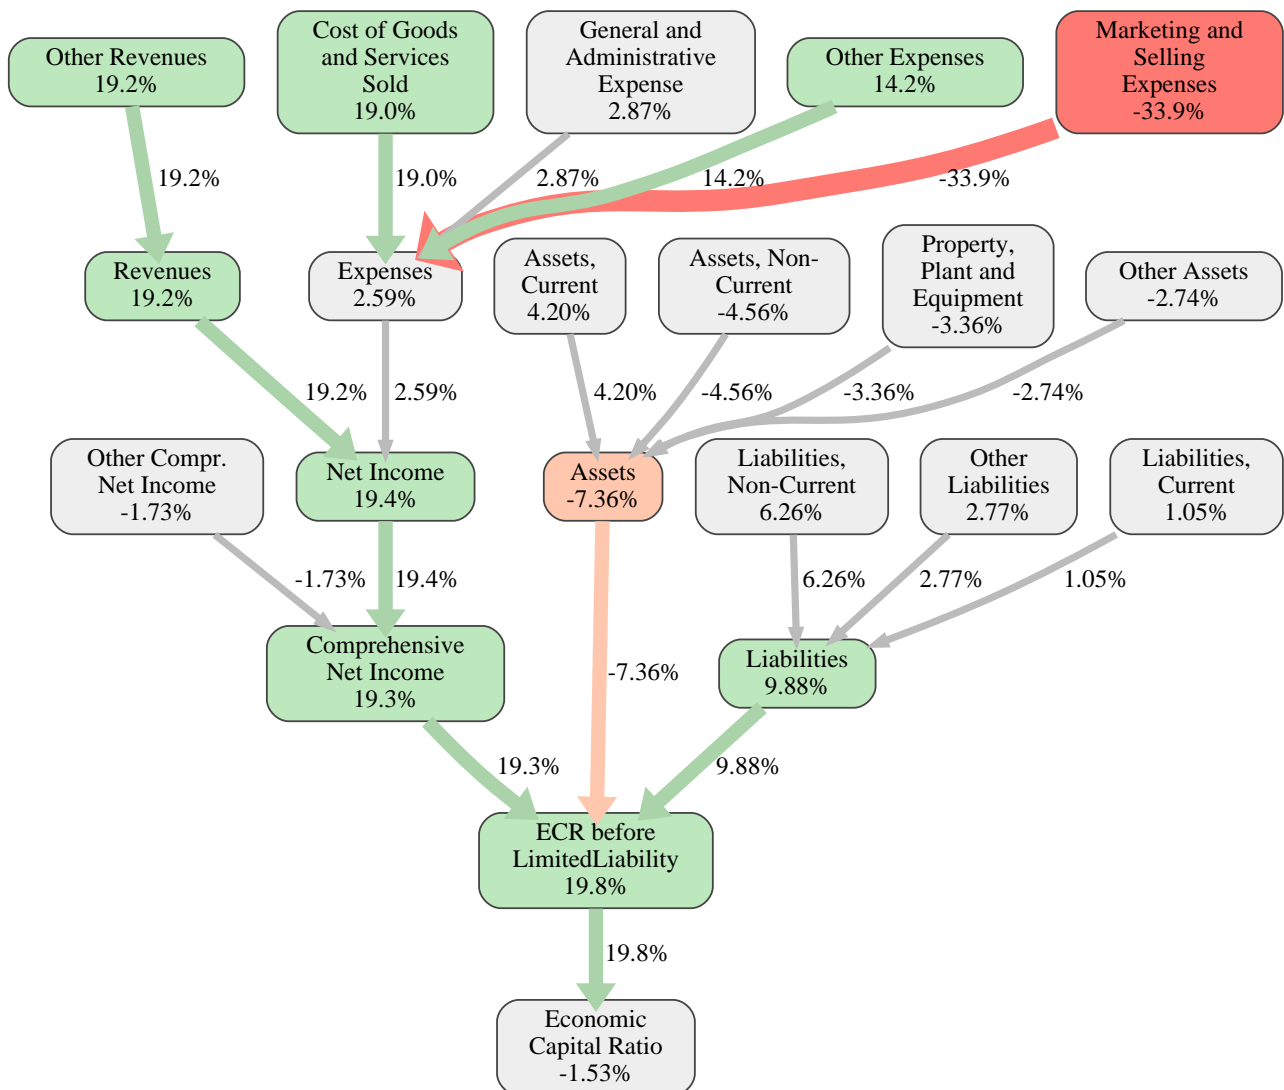 Other Revenues
19.2%
Cost of Goods
and Services
Sold
19.0%
General and
Administrative
Expense
2.87%
Other Expenses
14.2%
Marketing and
Selling
Expenses
-33.9%
19.2%
19.0%
2.87%
14.2%
-33.9%
Revenues
19.2%
Expenses
2.59%
Assets,
Current
4.20%
Assets, Non-
Current
-4.56%
Property,
Plant and
Equipment
-3.36%
Other Assets
-2.74%
19.2%
2.59%
4.20%
-4.56%
-3.36%
-2.74%
Other Compr.
Net Income
-1.73%
Net Income
19.4%
Assets
-7.36%
Liabilities,
Non-Current
6.26%
Other
Liabilities
2.77%
Liabilities,
Current
1.05%
-1.73%
19.4%
6.26%
2.77%
1.05%
Comprehensive
Net Income
19.3%
-7.36%
Liabilities
9.88%
19.3%
9.88%
ECR before
LimitedLiability
19.8%
19.8%
Economic
Capital Ratio
-1.53%